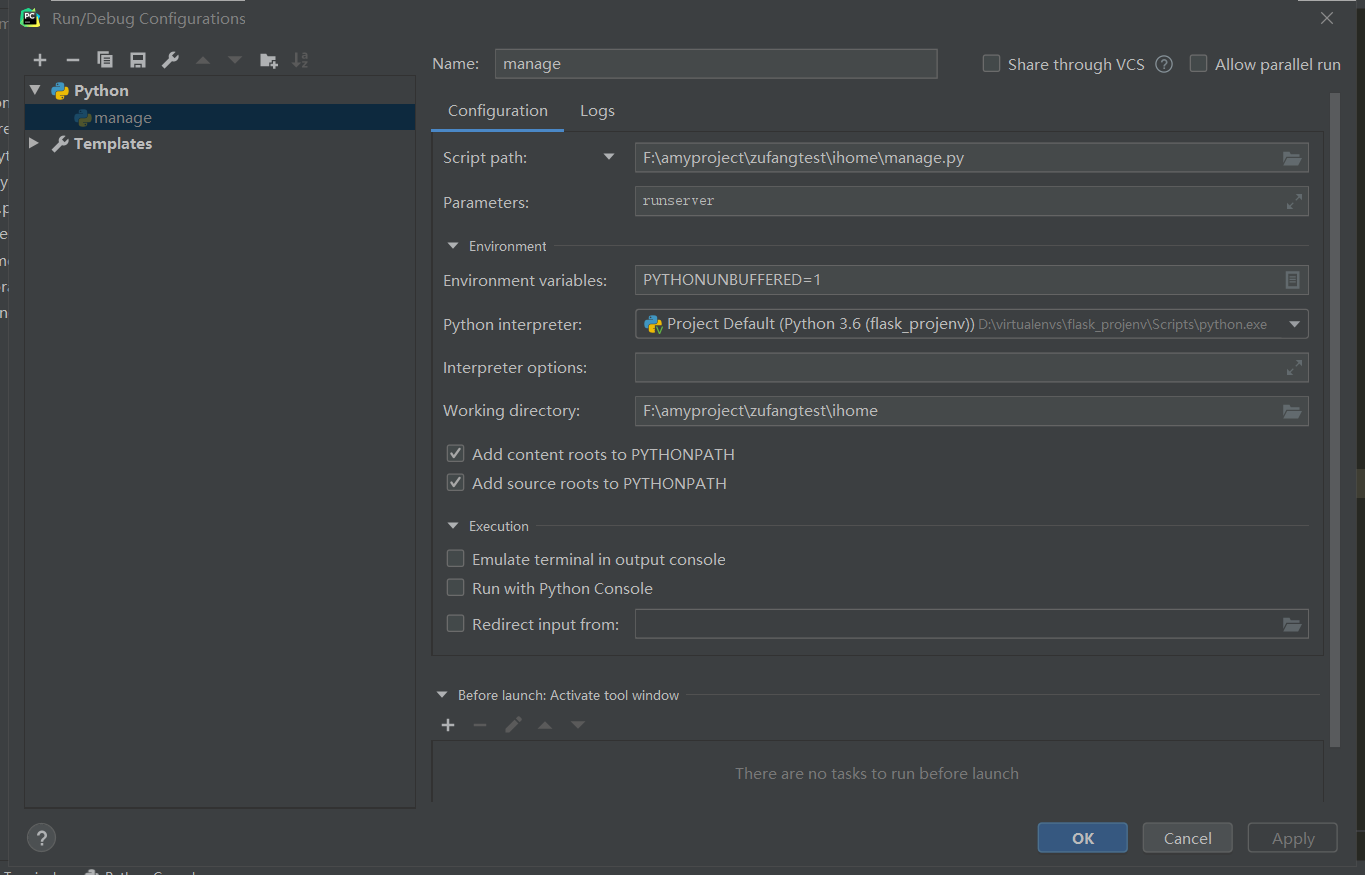 Run/Debug Configurations
Name: manage
Share through VCS
Allow parallel run
Python
manage
Templates
Configuration Logs
Script path: F:\amyproject\zufangtest\ihome\manage.py
Parameters: runserver
Environment
Environment variables: PYTHONUNBUFFERED=1
Python interpreter: Project Default (Python 3.6 (flask_projenv)) D:\virtualenvs\flask_projenv\Scripts\python.exe
Interpreter options:
Working directory: F:\amyproject\zufangtest\ihome
Add content roots to PYTHONPATH
Add source roots to PYTHONPATH
Execution
Emulate terminal in output console
Run with Python Console
Redirect input from:
Before launch: Activate tool window
There are no tasks to run before launch
OK Cancel Apply